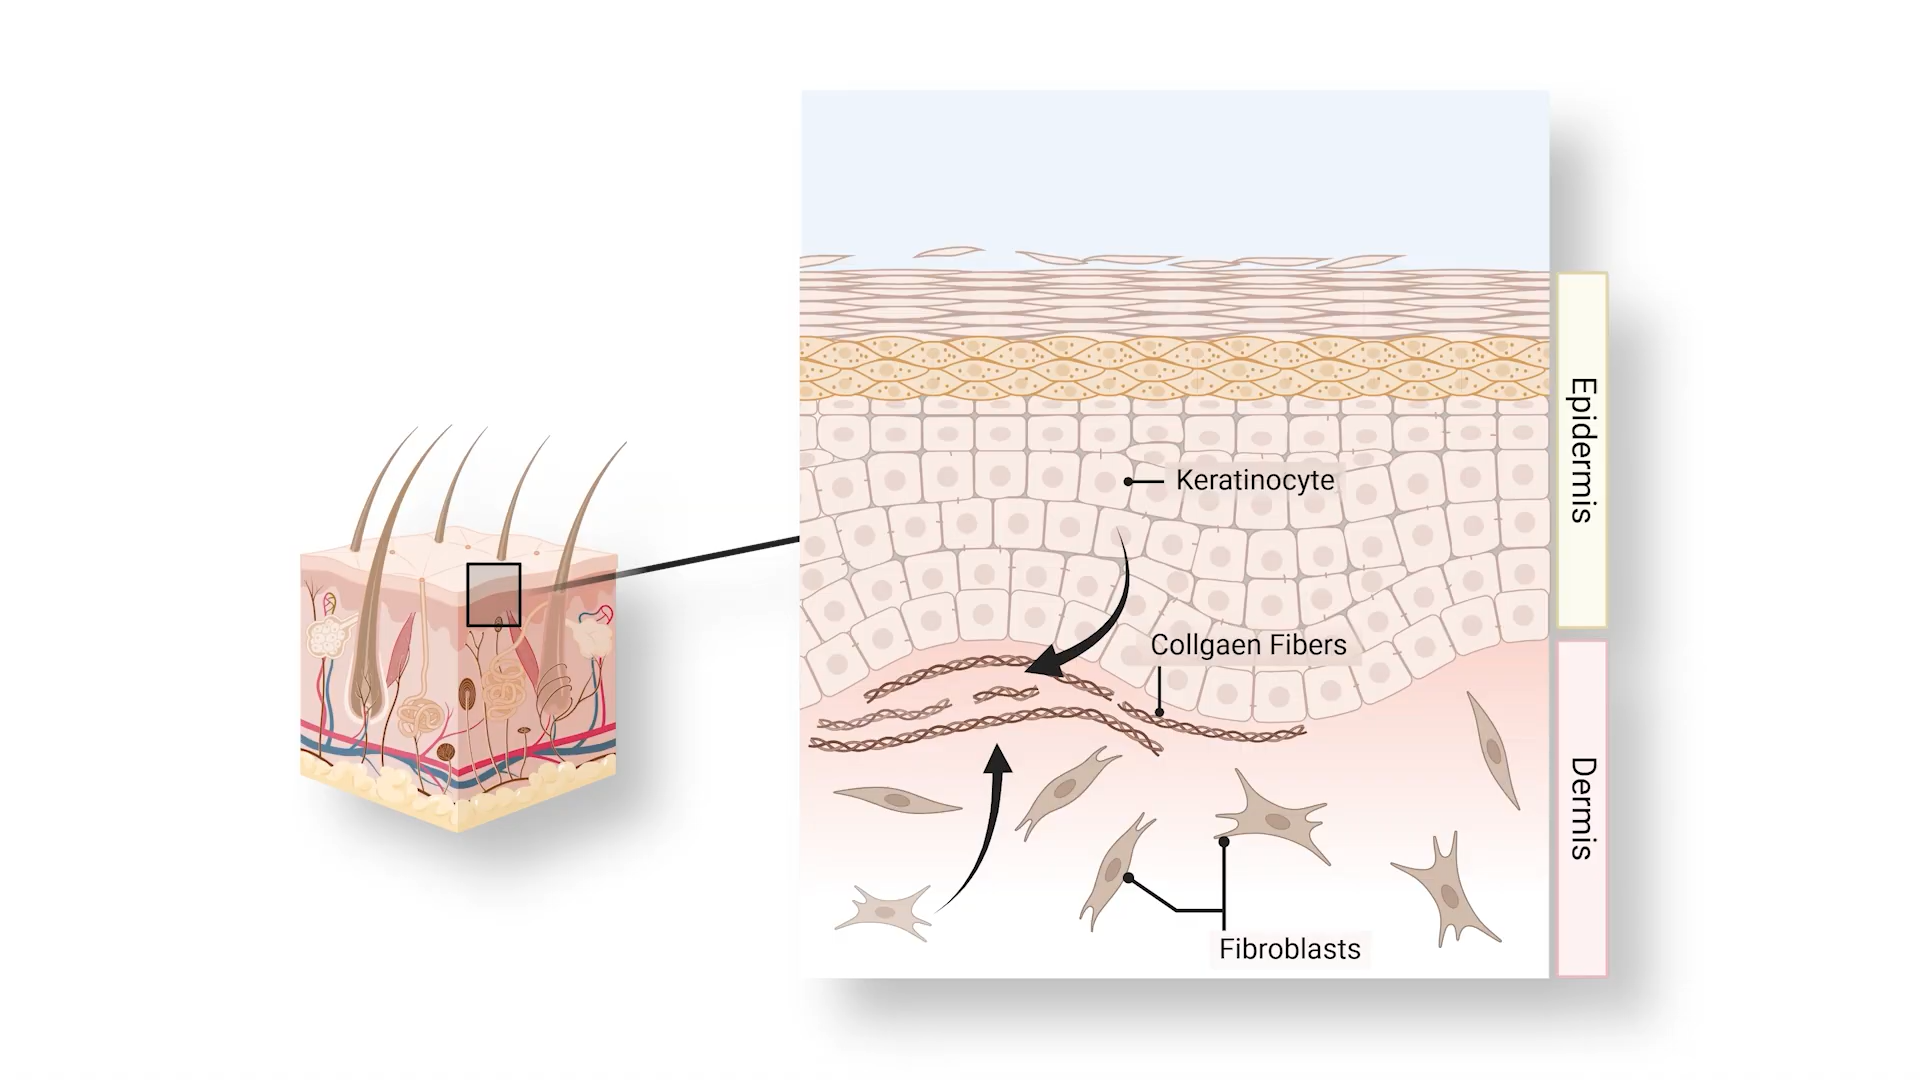 Epidermis
Keratinocyte
Collgaen Fibers
Dermis
Fibroblasts